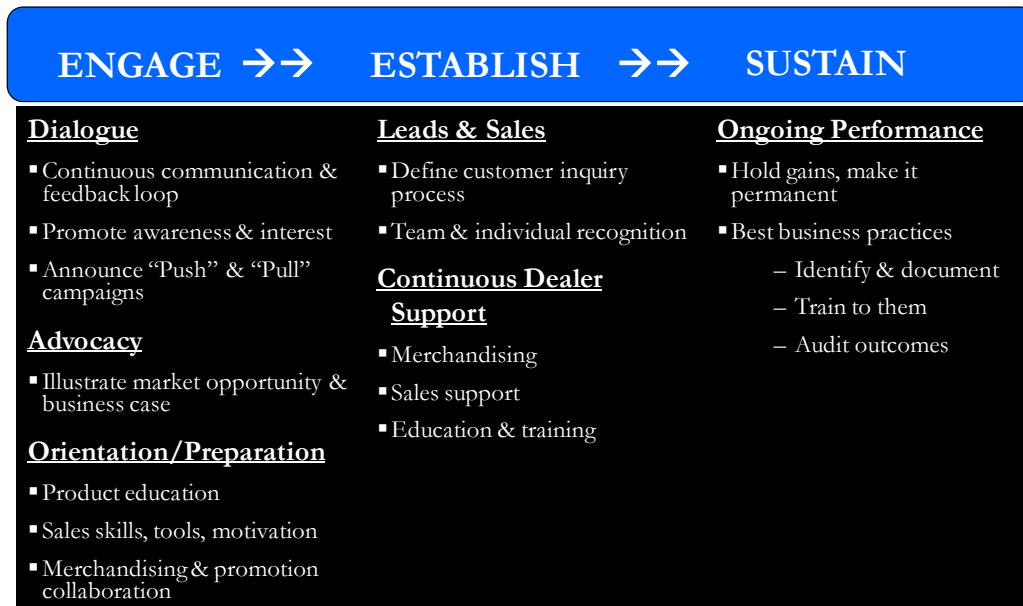 ENGAGE →→ ESTABLISH →→ SUSTAIN
Dialogue
▪Continuous communication &
feedback loop
▪Promote awareness & interest
▪Announce “Push” & “Pull”
campaigns
Advocacy
▪Illustrate market opportunity &
business case
Orientation/Preparation
▪Product education
▪Sales skills, tools, motivation
▪Merchandising & promotion
collaboration
Leads & Sales
▪Define customer inquiry
process
▪Team & individual recognition
Continuous Dealer
Support
▪Merchandising
▪Sales support
▪Education & training
Ongoing Performance
▪Hold gains, make it
permanent
▪Best business practices
– Identify & document
– Train to them
– Audit outcomes